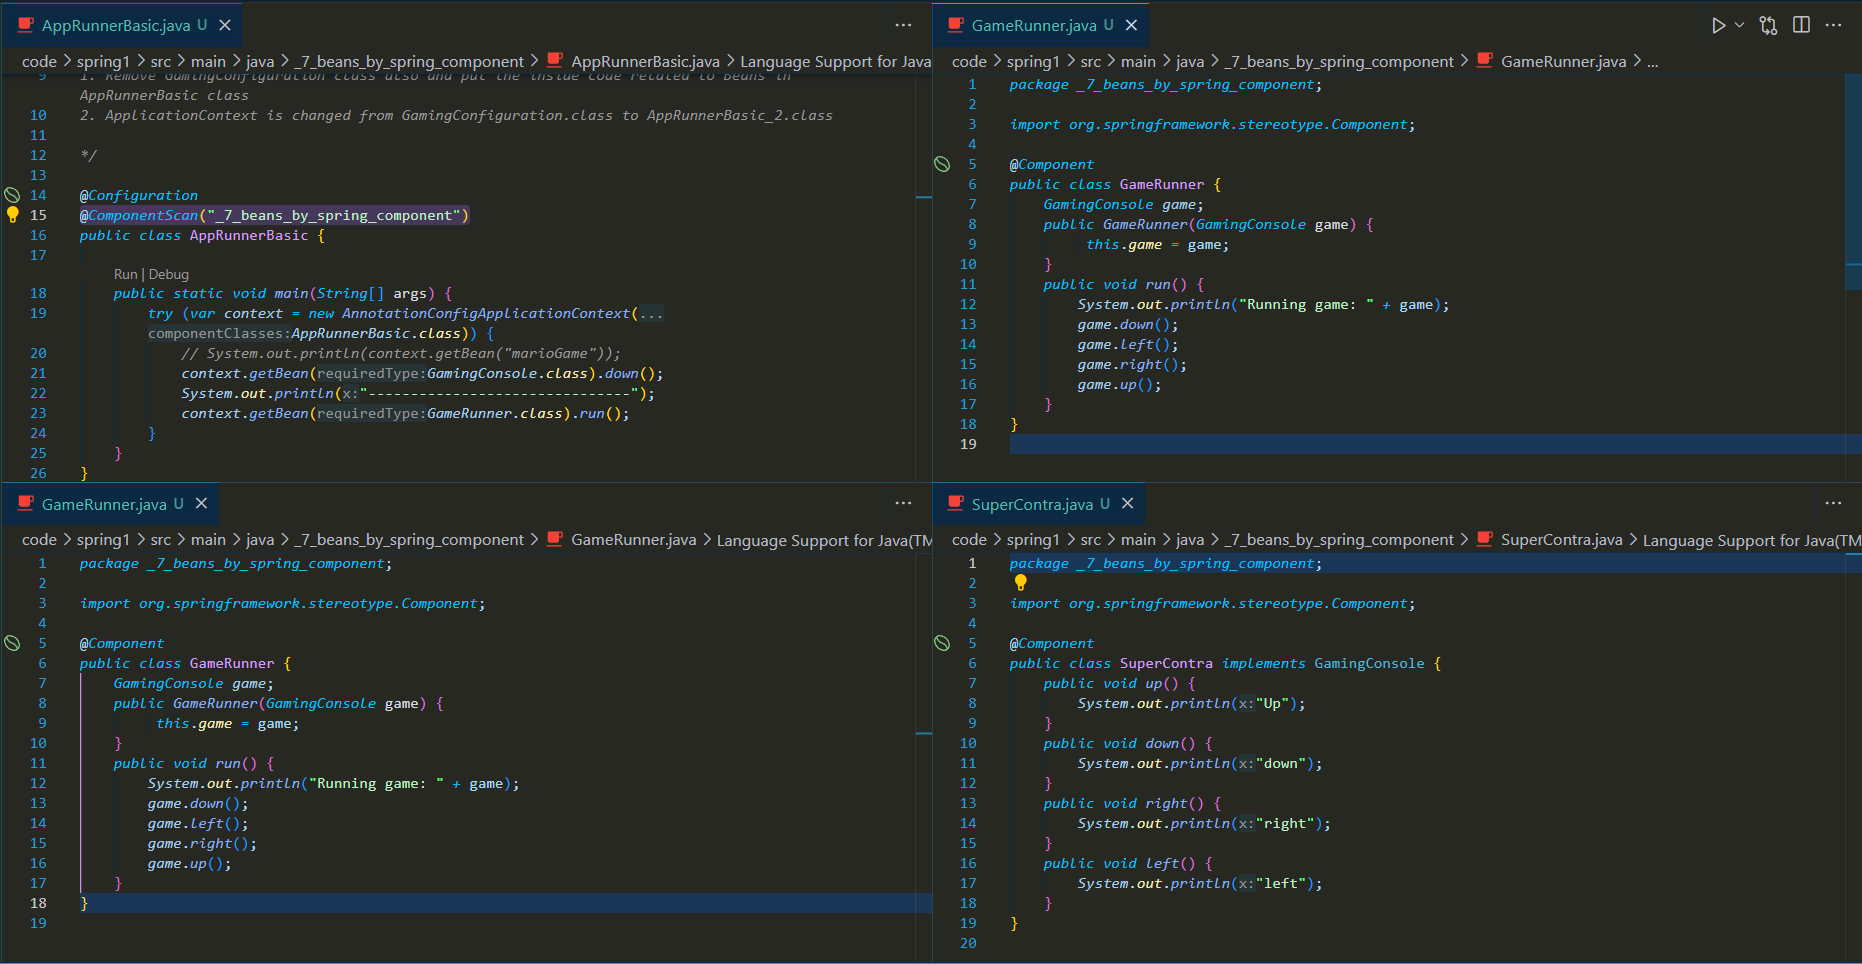 AppRunnerBasic.java U
code > spring1 > src > main > java > _7_beans_by_spring_component > AppRunnerBasic.java > Language Support for Java
9 1. Remove GamingConfiguration class also and put the inside code related to Beans in
AppRunnerBasic class
10 2. ApplicationContext is changed from GamingConfiguration.class to AppRunnerBasic_2.class
11
12 */
13
14 @Configuration
15 @ComponentScan("_7_beans_by_spring_component")
16 public class AppRunnerBasic {
17
Run | Debug
18 public static void main(String[] args) {
19 try (var context = new AnnotationConfigApplicationContext(...
componentClasses:AppRunnerBasic.class)) {
20 // System.out.println(context.getBean("marioGame"));
21 context.getBean(requiredType:GamingConsole.class).down();
22 System.out.println(x:"-------------------------------");
23 context.getBean(requiredType:GameRunner.class).run();
24 }
25 }
26 }
GameRunner.java U
code > spring1 > src > main > java > _7_beans_by_spring_component > GameRunner.java > ...
1 package _7_beans_by_spring_component;
2
3 import org.springframework.stereotype.Component;
4
5 @Component
6 public class GameRunner {
7 GamingConsole game;
8 public GameRunner(GamingConsole game) {
9 this.game = game;
10 }
11 public void run() {
12 System.out.println("Running game: " + game);
13 game.down();
14 game.left();
15 game.right();
16 game.up();
17 }
18 }
19
GameRunner.java U
code > spring1 > src > main > java > _7_beans_by_spring_component > GameRunner.java > Language Support for Java(TM
1 package _7_beans_by_spring_component;
2
3 import org.springframework.stereotype.Component;
4
5 @Component
6 public class GameRunner {
7 GamingConsole game;
8 public GameRunner(GamingConsole game) {
9 this.game = game;
10 }
11 public void run() {
12 System.out.println("Running game: " + game);
13 game.down();
14 game.left();
15 game.right();
16 game.up();
17 }
18 }
19
SuperContra.java U
code > spring1 > src > main > java > _7_beans_by_spring_component > SuperContra.java > Language Support for Java(TM
1 package _7_beans_by_spring_component;
2
3 import org.springframework.stereotype.Component;
4
5 @Component
6 public class SuperContra implements GamingConsole {
7 public void up() {
8 System.out.println(x:"Up");
9 }
10 public void down() {
11 System.out.println(x:"down");
12 }
13 public void right() {
14 System.out.println(x:"right");
15 }
16 public void left() {
17 System.out.println(x:"left");
18 }
19 }
20